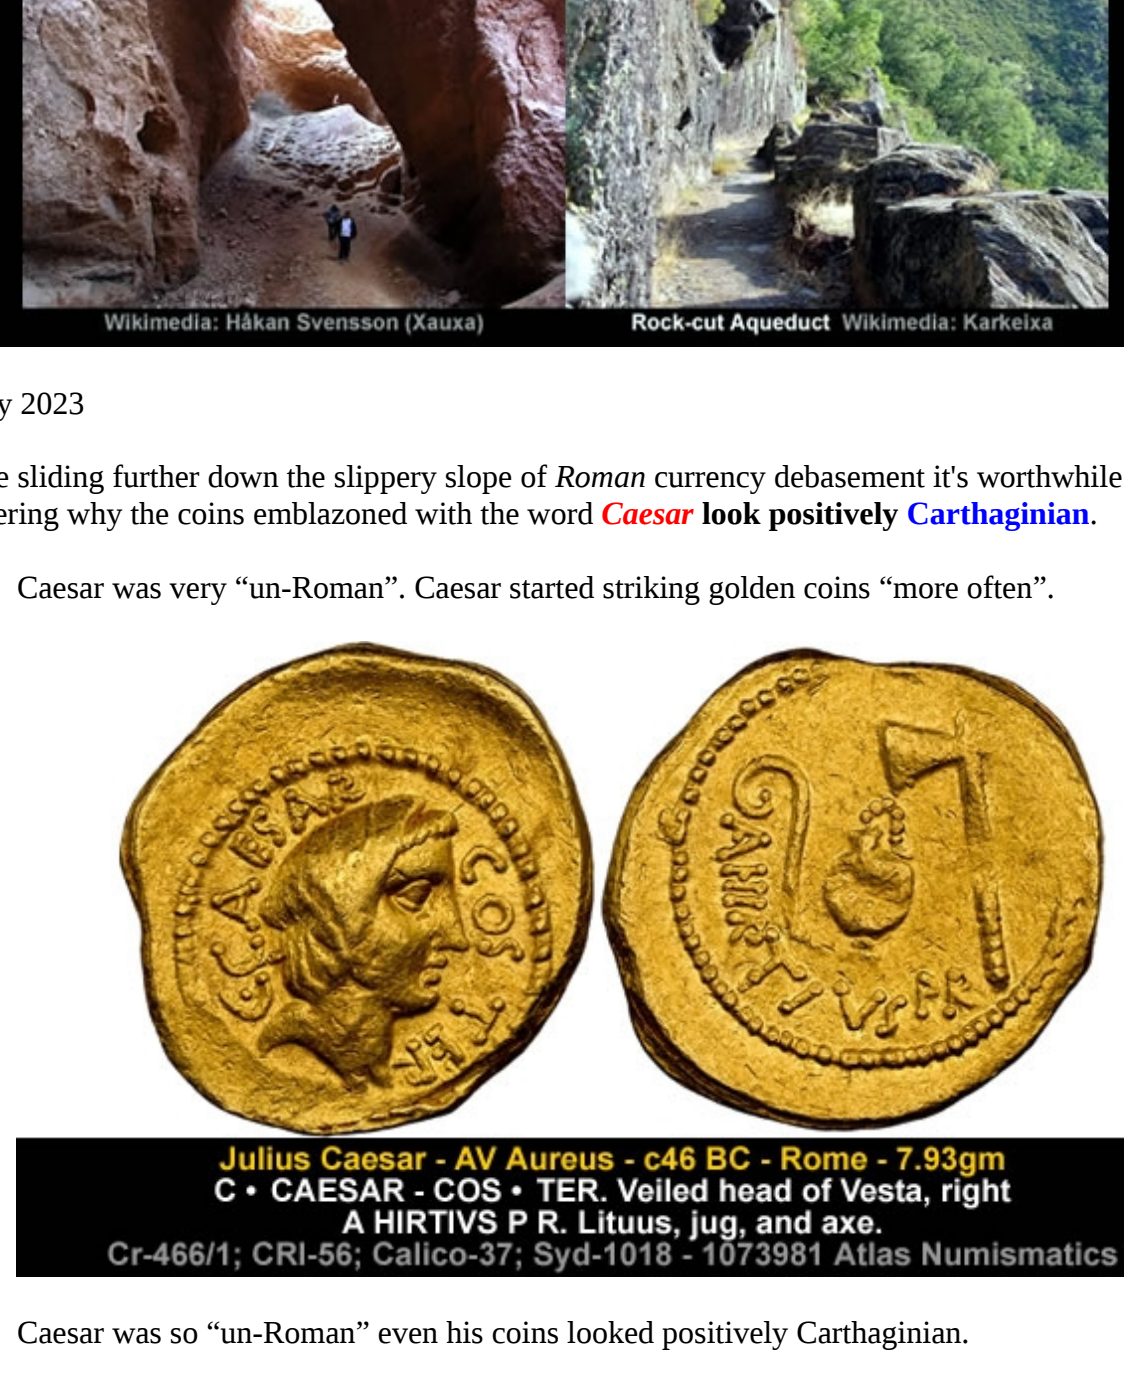 Wikimedia: Håkan Svensson (Xauxa)
Rock-cut Aqueduct Wikimedia: Karkeixa
y 2023
e sliding further down the slippery slope of Roman currency debasement it's worthwhile
ering why the coins emblazoned with the word Caesar look positively Carthaginian.
Caesar was very “un-Roman”. Caesar started striking golden coins “more often”.
C·CAESAR COS TER
A HIRTIVS PR
Julius Caesar - AV Aureus - c46 BC - Rome - 7.93gm
C • CAESAR - COS • TER. Veiled head of Vesta, right
A HIRTIVS P R. Lituus, jug, and axe.
Cr-466/1; CRI-56; Calico-37; Syd-1018 - 1073981 Atlas Numismatics
Caesar was so “un-Roman” even his coins looked positively Carthaginian.